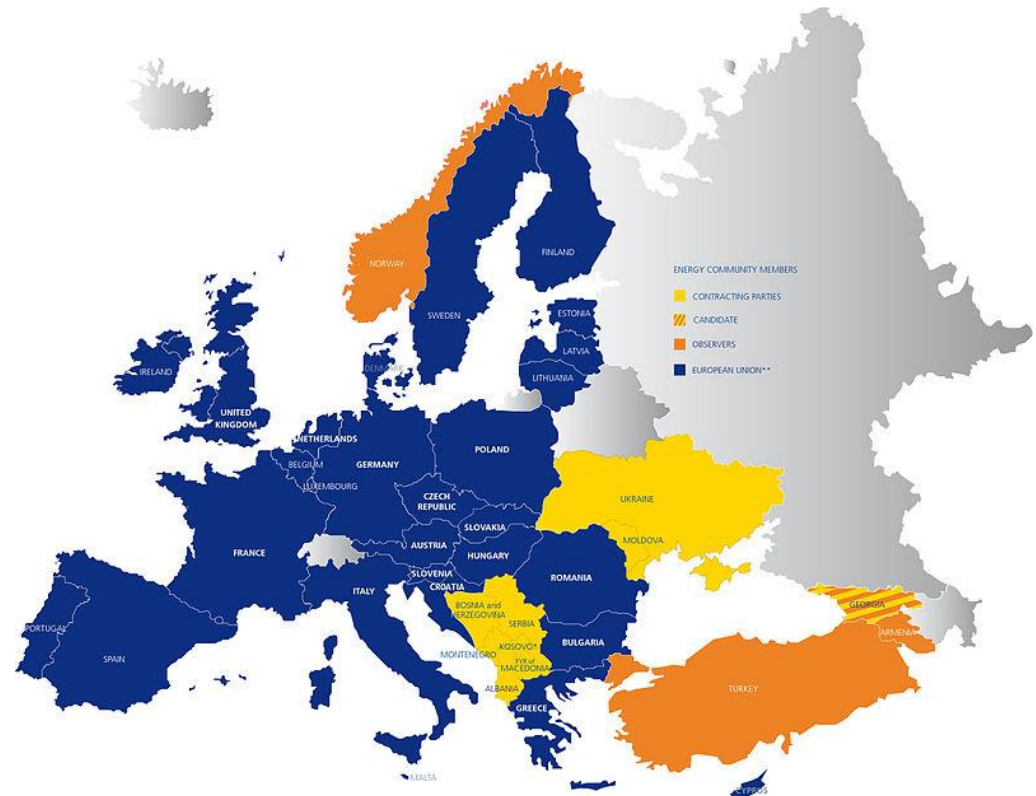 NORWAY
FINLAND
SWEDEN
ENERGY COMMUNITY MEMBERS
CONTRACTING PARTIES
CANDIDATE
OBSERVERS
EUROPEAN UNION**
ESTONIA
LATVIA
LITHUANIA
DENMARK
IRELAND
UNITED
KINGDOM
NETHERLANDS
BELGIUM
LUXEMBOURG
GERMANY
POLAND
CZECH
REPUBLIC
SLOVAKIA
AUSTRIA
HUNGARY
SLOVENIA
CROATIA
FRANCE
ITALY
UKRAINE
MOLDOVA
ROMANIA
BOSNIA and
HERZEGOVINA
SERBIA
KOSOVO*
MONTENEGRO
FYR of
MACEDONIA
ALBANIA
BULGARIA
GREECE
GEORGIA
ARMENIA
TURKEY
PORTUGAL
SPAIN
MALTA
CYPRUS